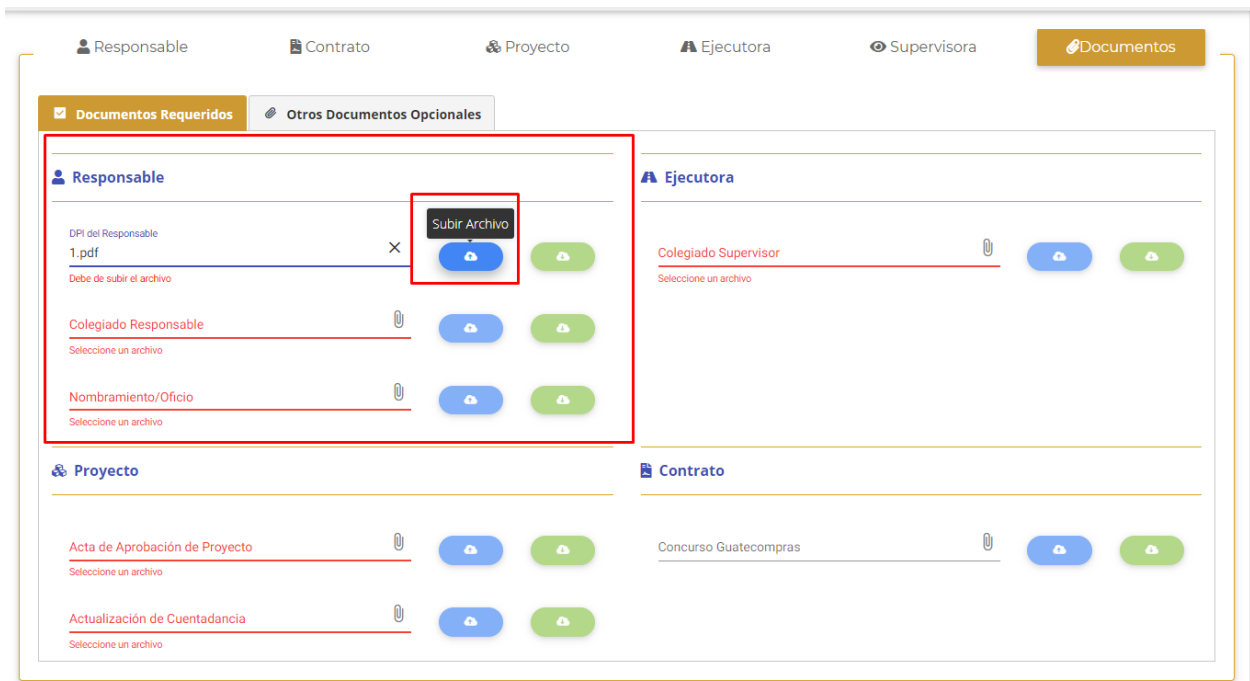 Responsable
Contrato
Proyecto
Ejecutora
Supervisora
Documentos
Documentos Requeridos
Otros Documentos Opcionales
Responsable
Subir Archivo
DPI del Responsable
1.pdf
Debe de subir el archivo
Colegiado Responsable
Seleccione un archivo
Nombramiento/Oficio
Seleccione un archivo
Ejecutora
Colegiado Supervisor
Seleccione un archivo
Proyecto
Acta de Aprobación de Proyecto
Seleccione un archivo
Actualización de Cuentadancia
Seleccione un archivo
Contrato
Concurso Guatecompras